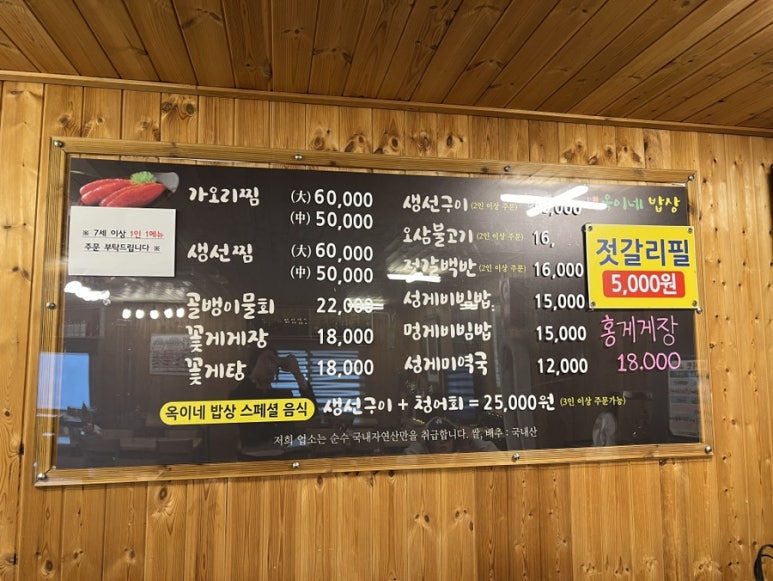 ※ 7세 이상 1인 1메뉴
주문 부탁드립니다 ※
가오리찜 (大) 60,000
(中) 50,000
생선찜 (大) 60,000
(中) 50,000
골뱅이물회 22,000
꽃게게장 18,000
꽃게탕 18,000
생선구이 (2인 이상 주문)
오삼불고기 (2인 이상 주문) 16,
젓갈백반 (2인 이상 주문) 16,000
성게비빔밥 15,000
멍게비빔밥 15,000
성게미역국 12,000
옥이네 밥상
젓갈리필
5,000원
홍게게장
18.000
옥이네 밥상 스페셜 음식 생선구이 + 청어회 = 25,000원 (3인 이상 주문가능)
저희 업소는 순수 국내자연산만을 취급합니다. 쌀, 배추 : 국내산